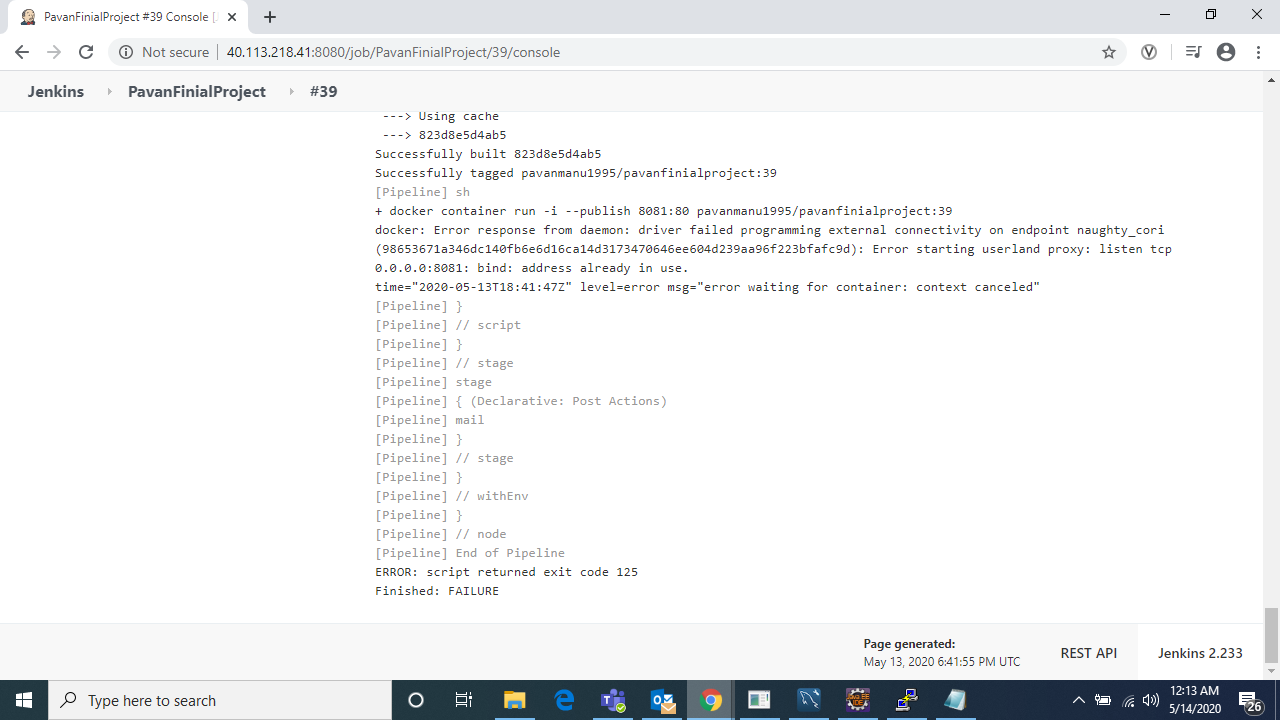 PavanFinialProject #39 Console [
Not secure
40.113.218.41:8080/job/PavanFinialProject/39/console
Jenkins
PavanFinialProject
#39
---> Using cache
---> 823d8e5d4ab5
Successfully built 823d8e5d4ab5
Successfully tagged pavanmanu1995/pavanfinialproject:39
[Pipeline] sh
+ docker container run -i --publish 8081:80 pavanmanu1995/pavanfinialproject:39
docker: Error response from daemon: driver failed programming external connectivity on endpoint naughty_cori
(98653671a346dc140fb6e6d16ca14d3173470646ee604d239aa96f223bfafc9d): Error starting userland proxy: listen tcp
0.0.0.0:8081: bind: address already in use.
time="2020-05-13T18:41:47Z" level=error msg="error waiting for container: context canceled"
[Pipeline] }
[Pipeline] // script
[Pipeline] }
[Pipeline] // stage
[Pipeline] stage
[Pipeline] { (Declarative: Post Actions)
[Pipeline] mail
[Pipeline] }
[Pipeline] // stage
[Pipeline] }
[Pipeline] // withEnv
[Pipeline] }
[Pipeline] // node
[Pipeline] End of Pipeline
ERROR: script returned exit code 125
Finished: FAILURE
Page generated:
May 13, 2020 6:41:55 PM UTC
REST API
Jenkins 2.233
Type here to search
12:13 AM
5/14/2020
26